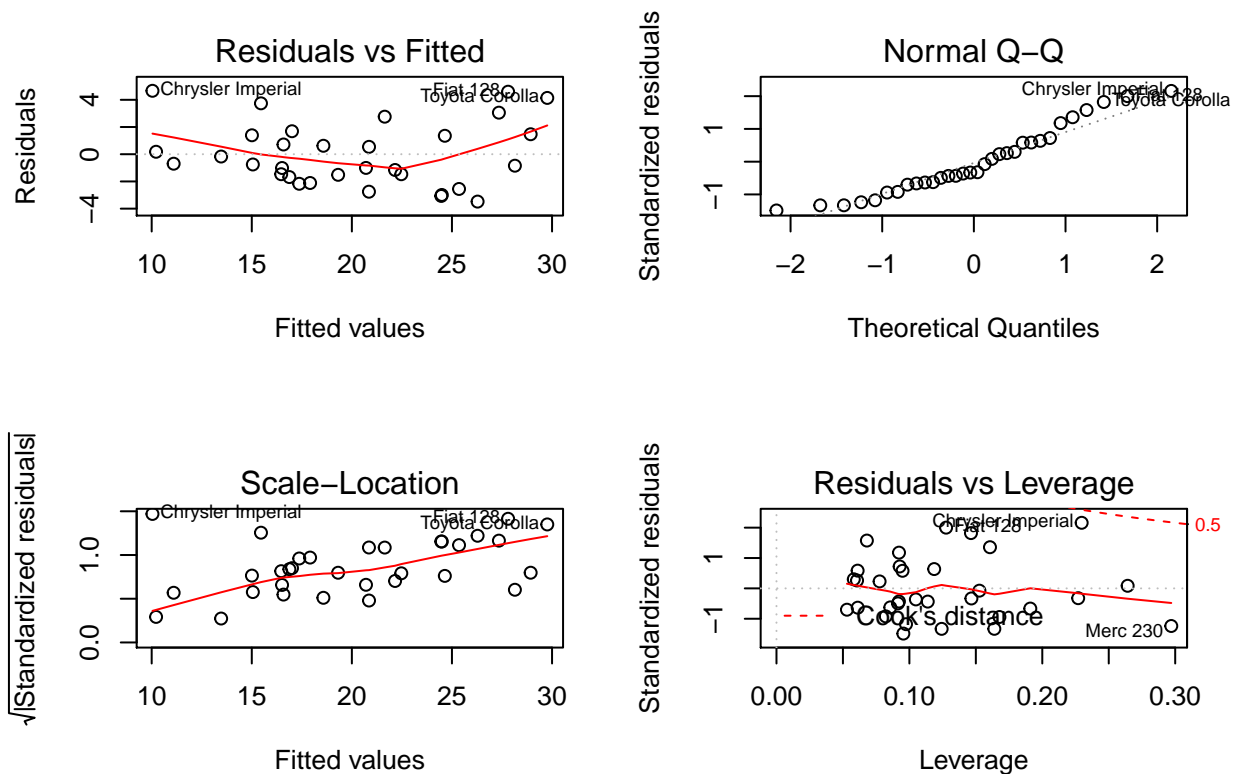 Residuals vs Fitted
Residuals
4
0
−4
Chrysler Imperial
Fiat 128
Toyota Corolla
10 15 20 25 30
Fitted values
Normal Q−Q
Standardized residuals
1
−1
Chrysler Imperial
Fiat 128
Toyota Corolla
−2 −1 0 1 2
Theoretical Quantiles
Scale−Location
√|Standardized residuals|
1.0
0.0
Chrysler Imperial
Fiat 128
Toyota Corolla
10 15 20 25 30
Fitted values
Residuals vs Leverage
Standardized residuals
1
−1
Chrysler Imperial
Fiat 128
0.5
Cook's distance
Merc 230
0.00 0.10 0.20 0.30
Leverage